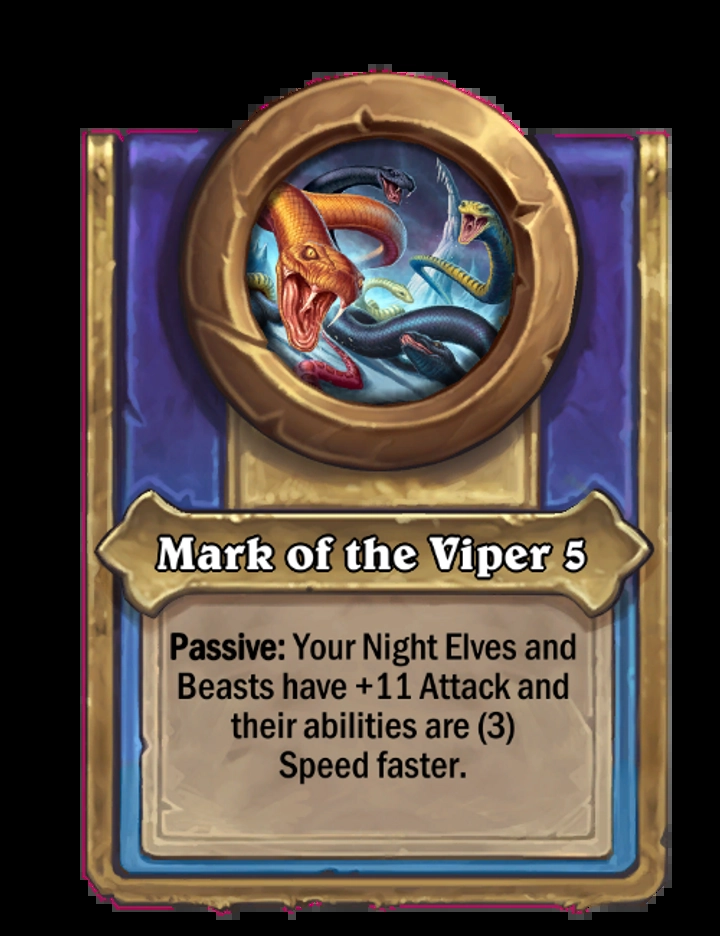 Mark of the Viper 5
Passive: Your Night Elves and
Beasts have +11 Attack and
their abilities are (3)
Speed faster.